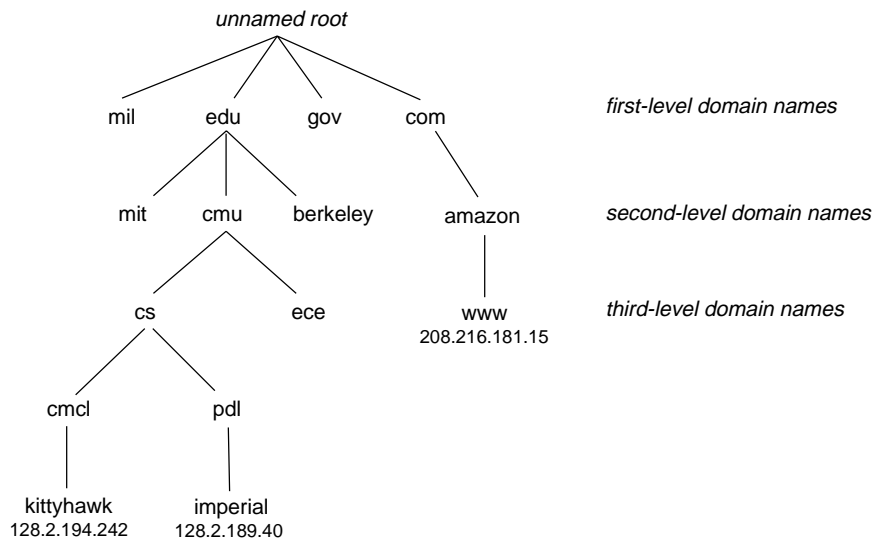 unnamed root
mil edu gov com first-level domain names
mit cmu berkeley amazon second-level domain names
cs ece www third-level domain names
208.216.181.15
cmcl pdl
kittyhawk imperial
128.2.194.242 128.2.189.40